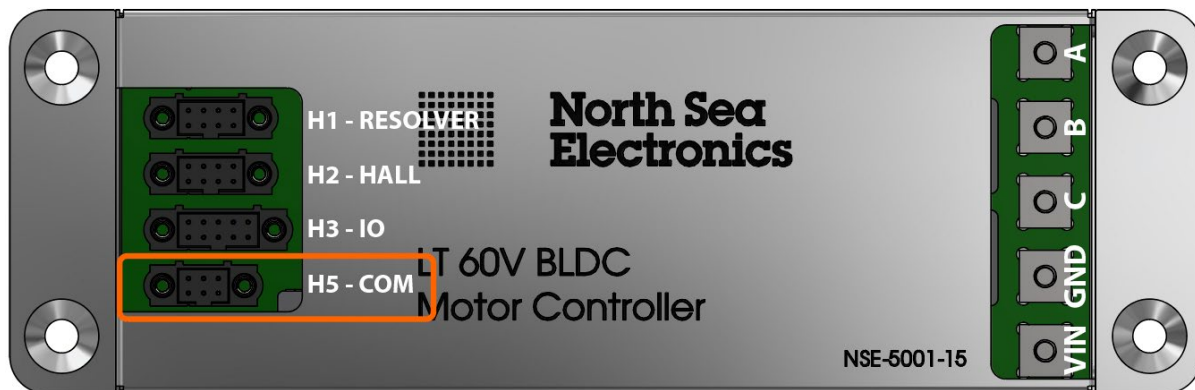 H1 - RESOLVER
H2 - HALL
H3 - IO
H5 - COM
North Sea
Electronics
LT 60V BLDC
Motor Controller
NSE-5001-15
A
B
C
GND
VIN